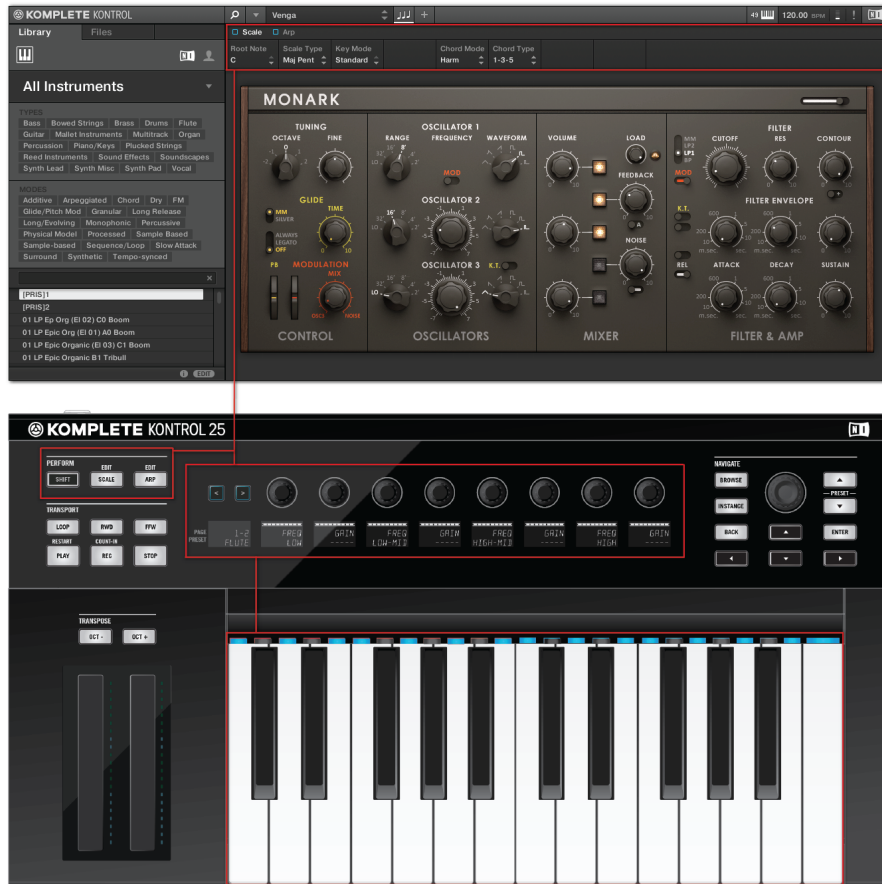 KOMPLETE KONTROL
Venga
49
120.00 BPM
Library Files
Scale Arp
Root Note Scale Type Key Mode Chord Mode Chord Type
C Maj Pent Standard Harm 1-3-5
All Instruments
TYPES
Bass Bowed Strings Brass Drums Flute
Guitar Mallet Instruments Multitrack Organ
Percussion Piano/Keys Plucked Strings
Reed Instruments Sound Effects Soundscapes
Synth Lead Synth Misc Synth Pad Vocal
MODES
Additive Arpeggiated Chord Dry FM
Glide/Pitch Mod Granular Long Release
Long/Evolving Monophonic Percussive
Physical Model Processed Sample Based
Sample-based Sequence/Loop Slow Attack
Surround Synthetic Tempo-synced
[PRIS]1
[PRIS]2
01 LP Ep Org (El 02) C0 Boom
01 LP Epic Org (El 01) A0 Boom
01 LP Epic Organic (El 03) C1 Boom
01 LP Epic Organic B1 Tribull
EDIT
MONARK
TUNING
OCTAVE FINE
GLIDE
MM
SILVER
TIME
ALWAYS
LEGATO
OFF
PB MODULATION
MIX
OSC3 NOISE
CONTROL
OSCILLATOR 1
RANGE FREQUENCY WAVEFORM
MOD
OSCILLATOR 2
OSCILLATOR 3 K.T.
OSCILLATORS
VOLUME LOAD
FEEDBACK
A
NOISE
MIXER
FILTER
MM
LP2
LP1
BP
MOD
CUTOFF RES CONTOUR
K.T.
FILTER ENVELOPE
REL
ATTACK DECAY SUSTAIN
m.sec. sec. m.sec. sec.
FILTER & AMP
KOMPLETE KONTROL 25
PERFORM
EDIT EDIT
SHIFT SCALE ARP
TRANSPORT
LOOP RWD FFW
RESTART COUNT-IN
PLAY REC STOP
< >
PAGE
PRESET
1-2
FLUTE
FREQ
LOW
GAIN
FREQ
LOW-MID
GAIN
FREQ
HIGH-MID
GAIN
FREQ
HIGH
GAIN
NAVIGATE
BROWSE
INSTANCE
PRESET
BACK ENTER
TRANSPOSE
OCT - OCT +